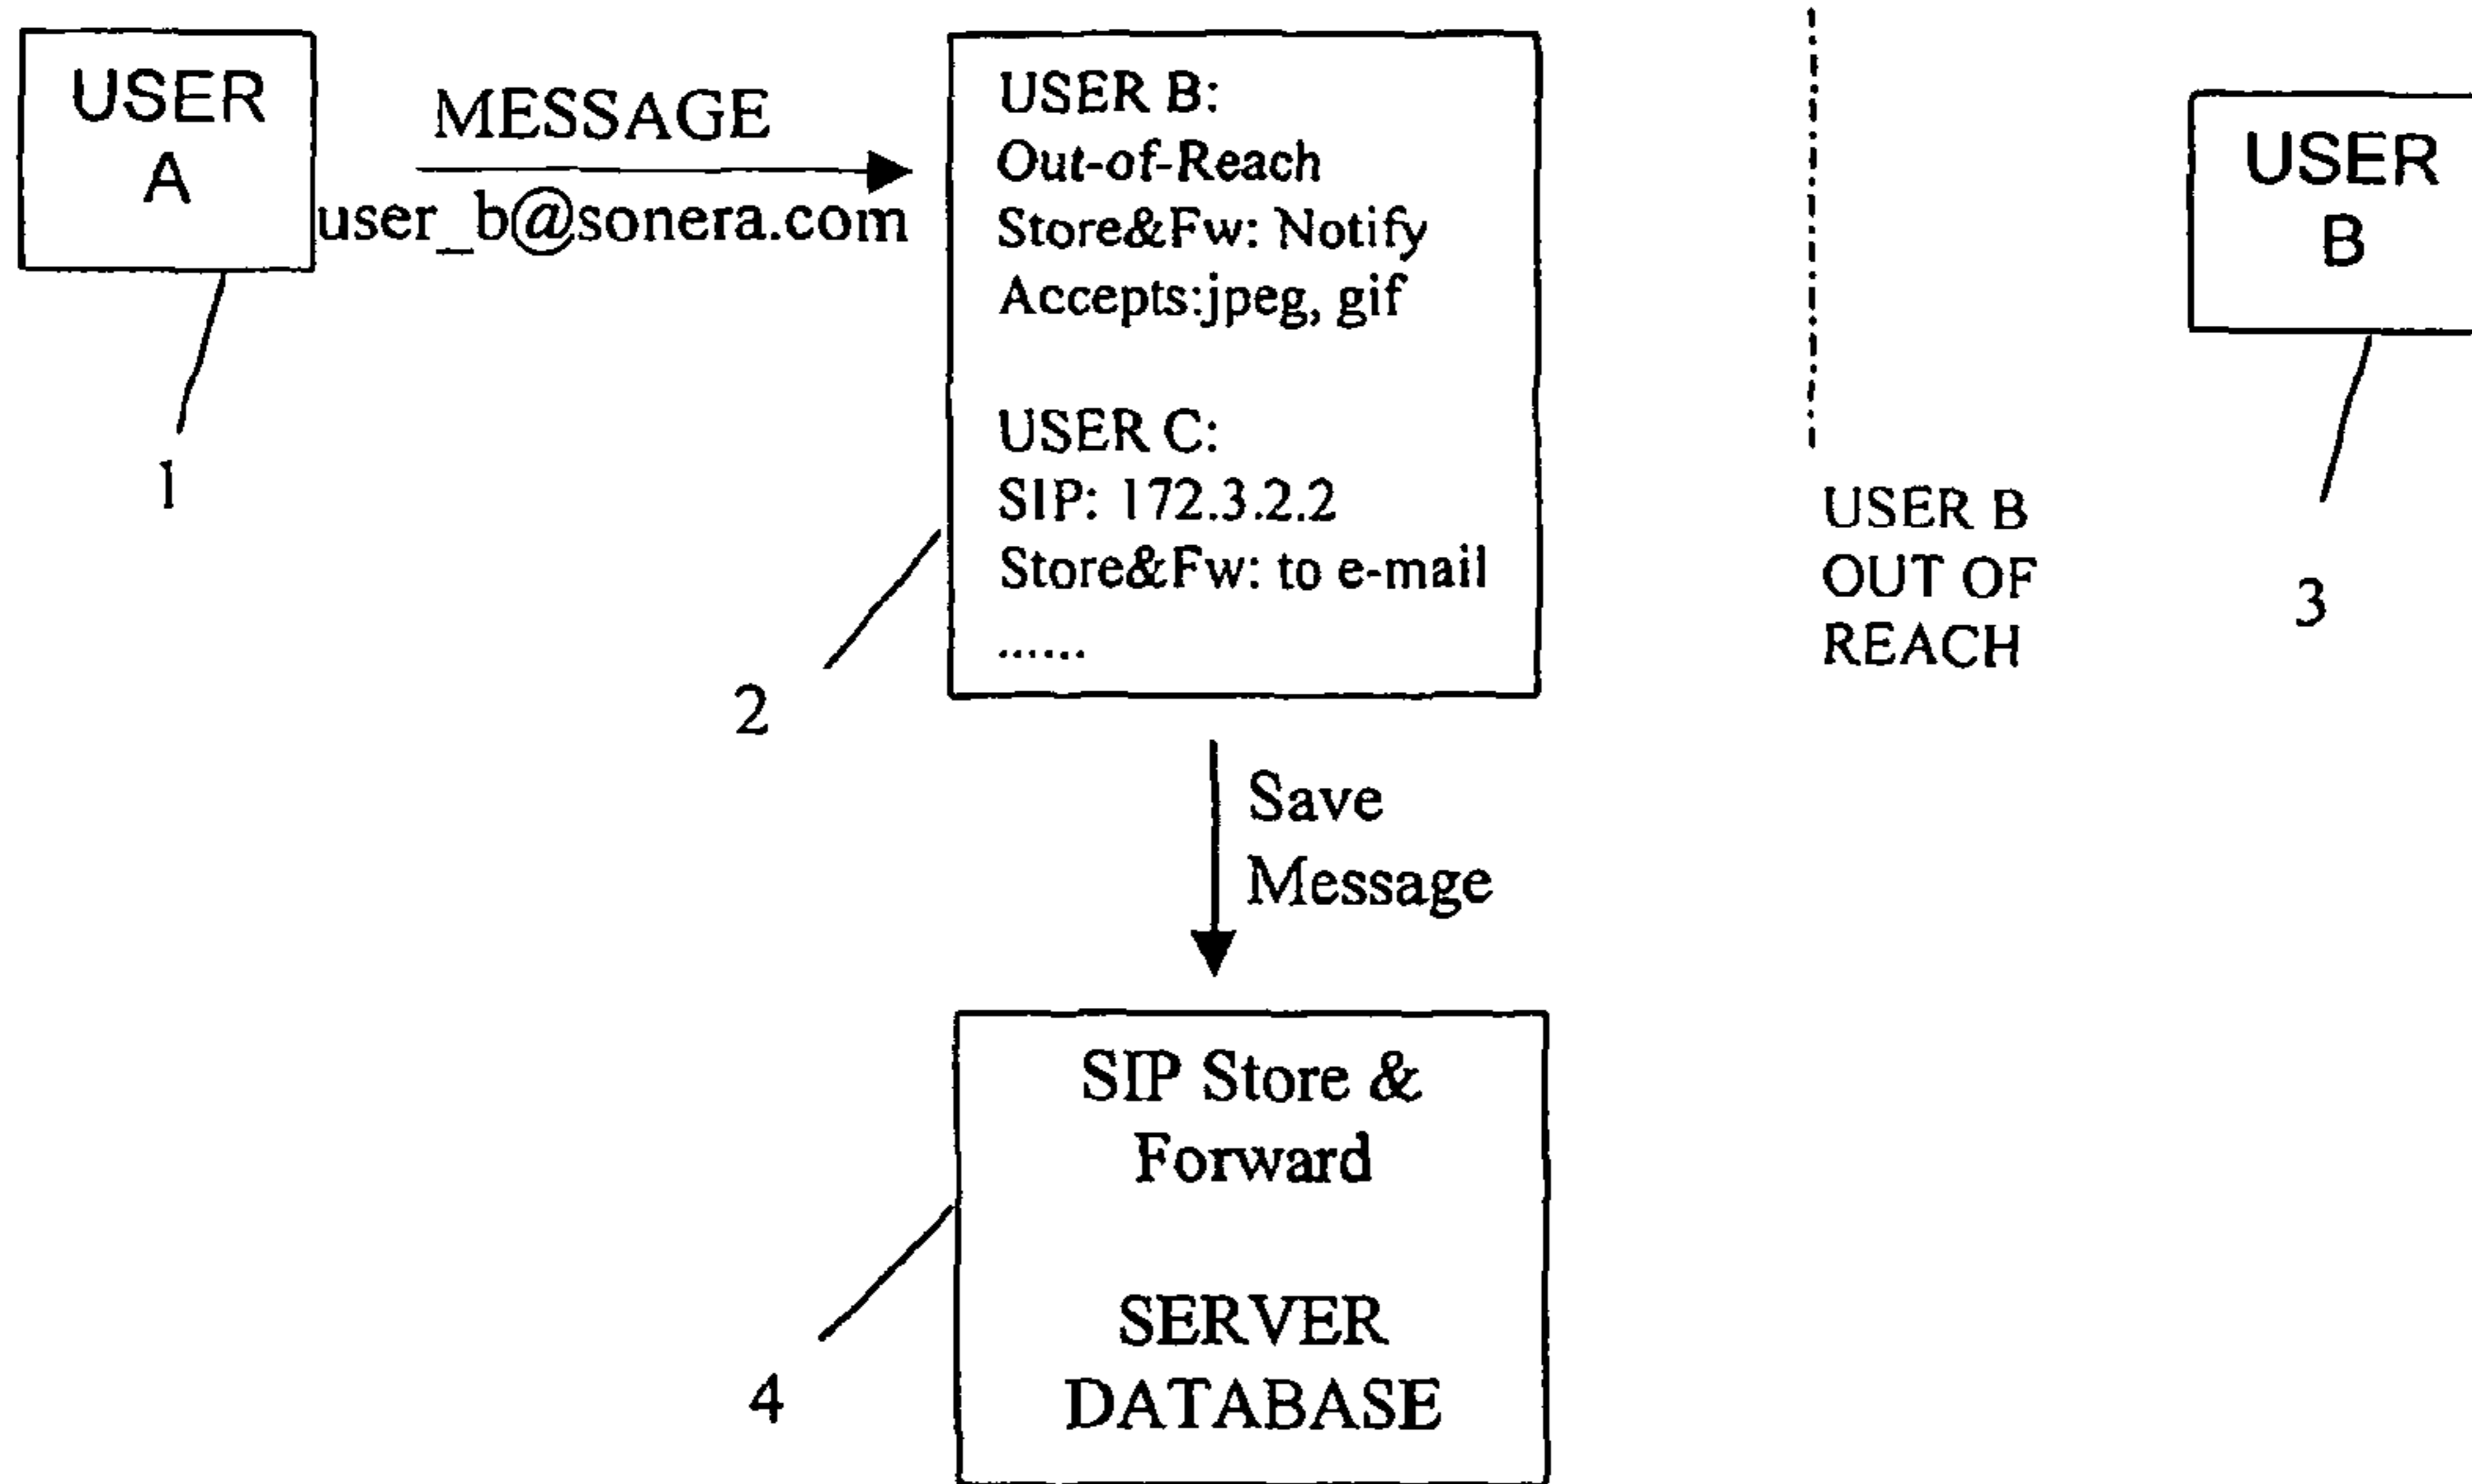 USER
A
1
MESSAGE
user_b@sonera.com
USER B:
Out-of-Reach
Store&Fw: Notify
Accepts:jpeg, gif
USER C:
SIP: 172.3.2.2
Store&Fw: to e-mail
......
2
USER B
OUT OF
REACH
USER
B
3
Save
Message
SIP Store &
Forward
SERVER
DATABASE
4